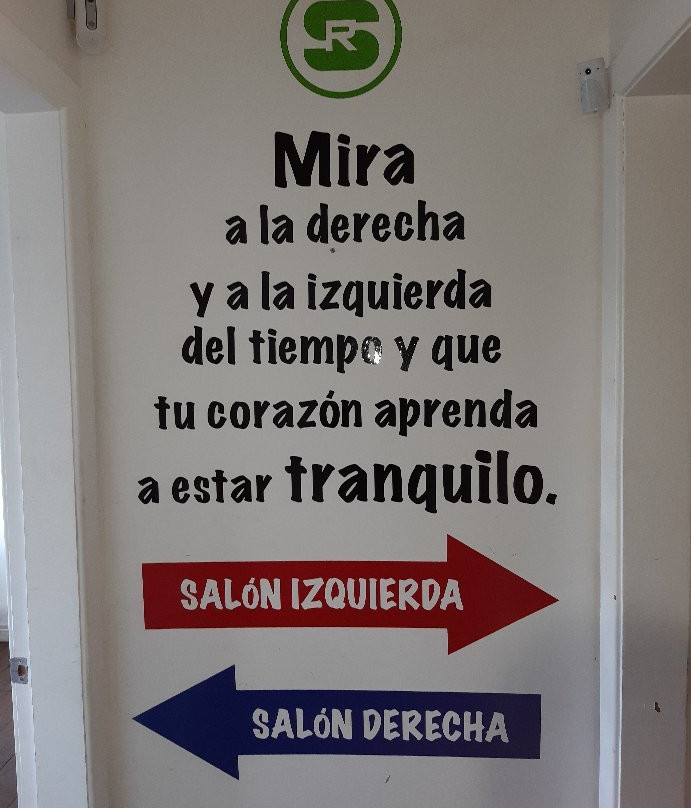 SR
Mira
a la derecha
y a la izquierda
del tiempo y que
tu corazón aprenda
a estar tranquilo.
SALÓN IZQUIERDA
SALÓN DERECHA